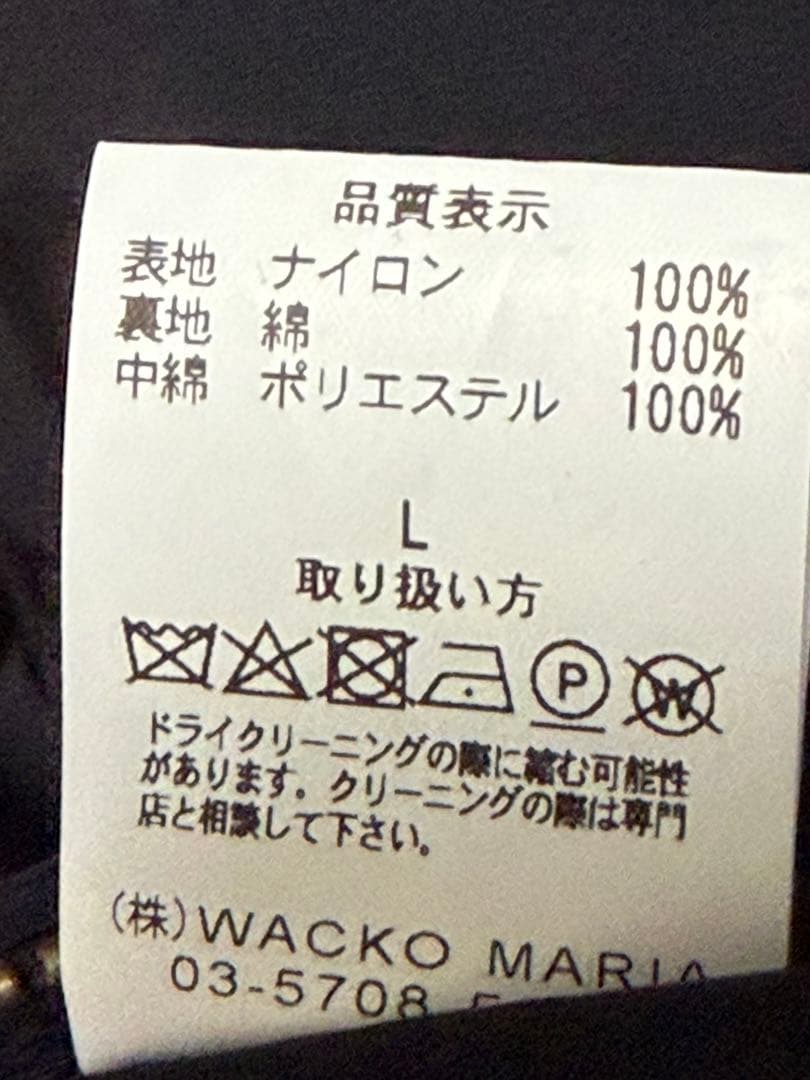 品質表示
表地 ナイロン 100%
裏地 綿 100%
中綿 ポリエステル 100%
L
取り扱い方
P W
ドライクリーニングの際に縮む可能性
があります。クリーニングの際は専門
店と相談して下さい。
(株)WACKO MARIA
03-5708